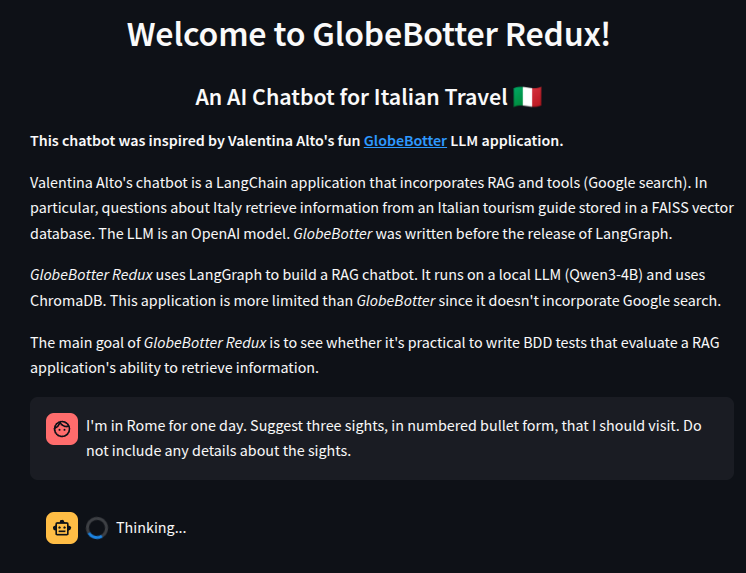 Welcome to GlobeBotter Redux!
An AI Chatbot for Italian Travel 🇮🇹
This chatbot was inspired by Valentina Alto's fun GlobeBotter LLM application.
Valentina Alto's chatbot is a LangChain application that incorporates RAG and tools (Google search). In
particular, questions about Italy retrieve information from an Italian tourism guide stored in a FAISS vector
database. The LLM is an OpenAI model. GlobeBotter was written before the release of LangGraph.
GlobeBotter Redux uses LangGraph to build a RAG chatbot. It runs on a local LLM (Qwen3-4B) and uses
ChromaDB. This application is more limited than GlobeBotter since it doesn't incorporate Google search.
The main goal of GlobeBotter Redux is to see whether it's practical to write BDD tests that evaluate a RAG
application's ability to retrieve information.
I'm in Rome for one day. Suggest three sights, in numbered bullet form, that I should visit. Do
not include any details about the sights.
Thinking...